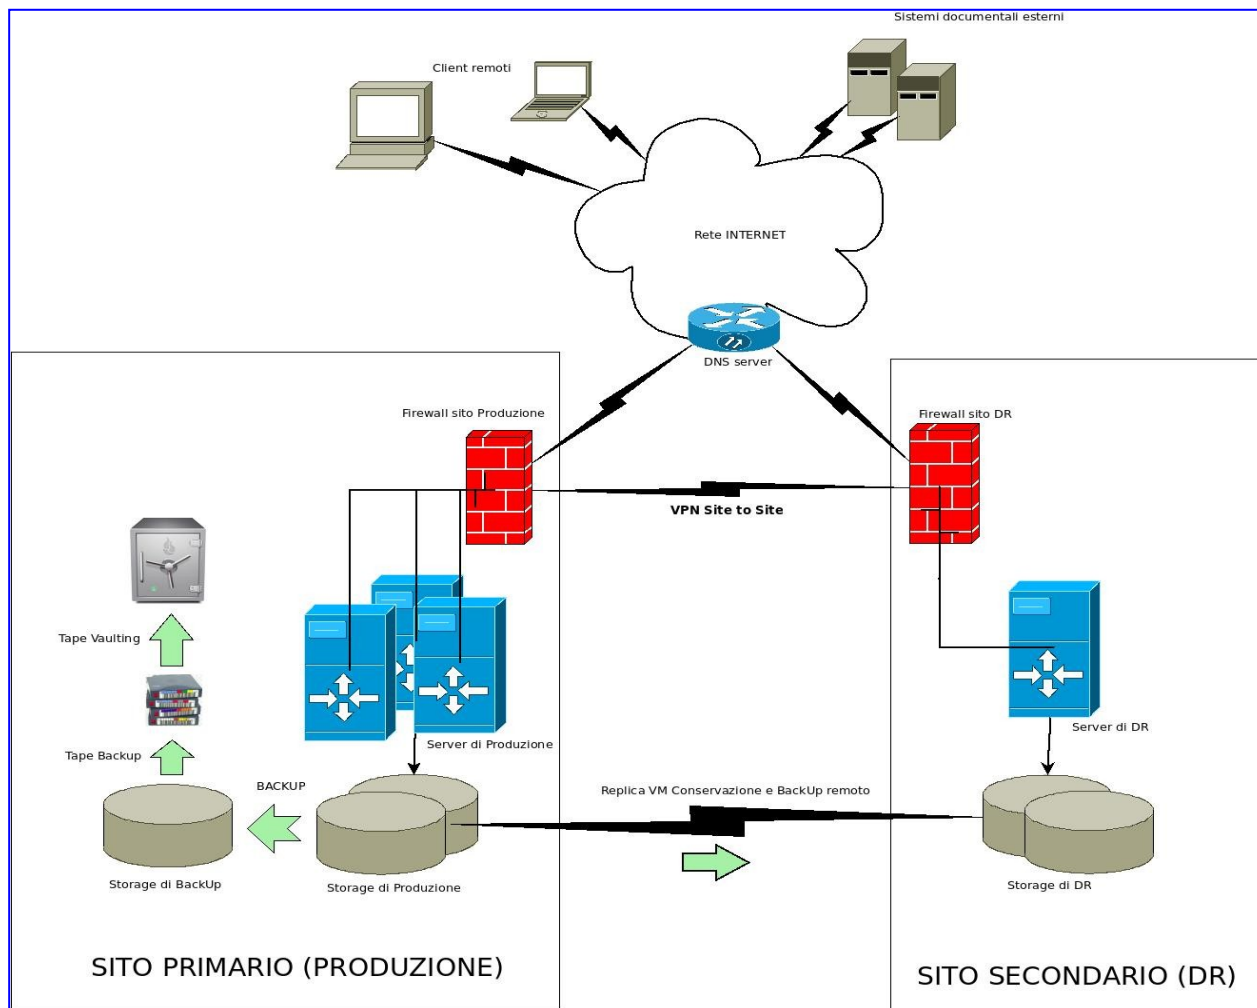 Sistemi documentali esterni
Client remoti
Rete INTERNET
DNS server
Firewall sito Produzione
Firewall sito DR
VPN Site to Site
Tape Vaulting
Server di Produzione
Server di DR
Tape Backup
BACKUP
Replica VM Conservazione e BackUp remoto
Storage di BackUp
Storage di Produzione
Storage di DR
SITO PRIMARIO (PRODUZIONE)
SITO SECONDARIO (DR)